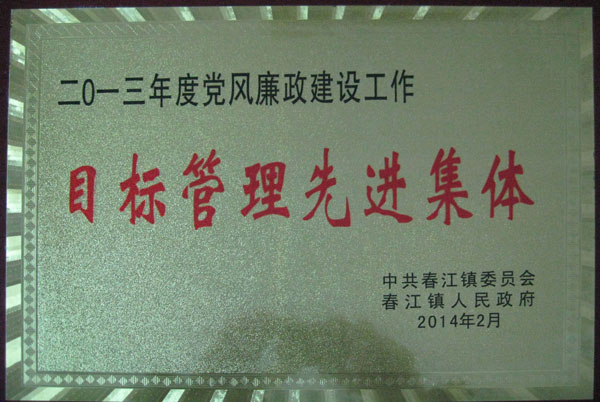 二〇一三年度党风廉政建设工作
目标管理先进集体
中共春江镇委员会
春江镇人民政府
2014年2月